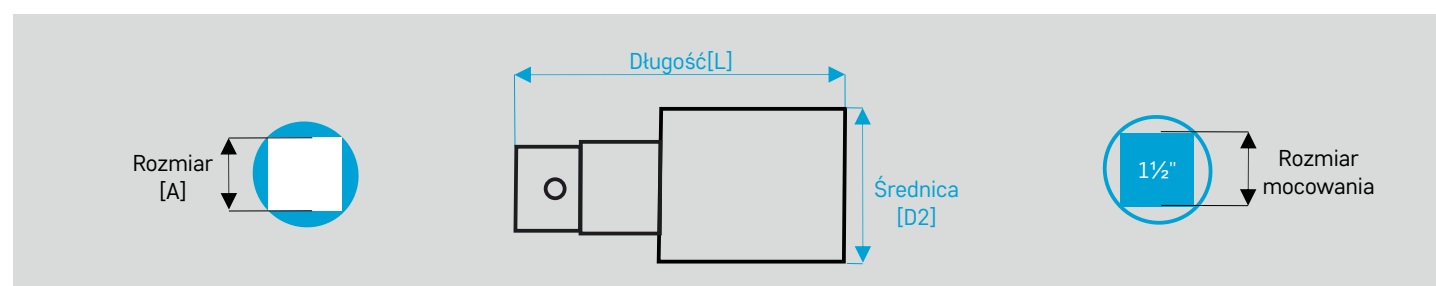 Długość[L]
Rozmiar
[A]
Średnica
[D2]
1½"
Rozmiar
mocowania